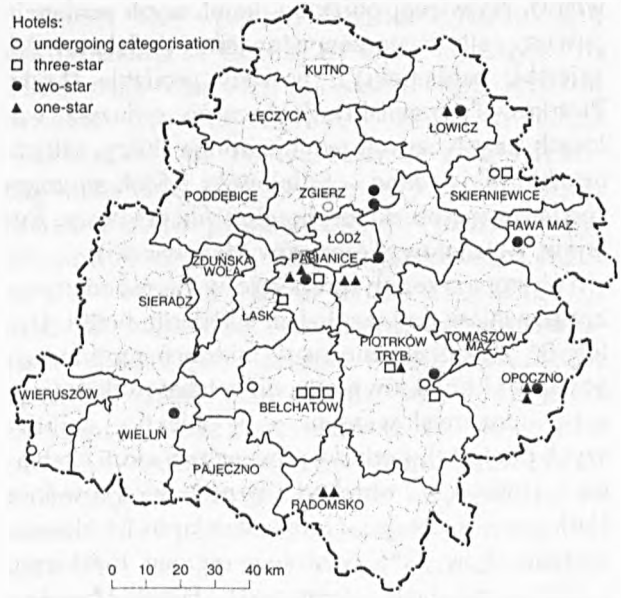 Hotels:
undergoing categorisation
three-star
two-star
one-star
KUTNO
ŁĘCZYCA
ŁOWICZ
ZGIERZ
SKIERNIEWICE
PODDĘBICE
RAWA MAZ.
ŁÓDŹ
ZDUŃSKA
WOLA
PABIANICE
SIERADZ
ŁASK
PIOTRKÓW
TRYB.
TOMASZÓW
MAZ.
OPOCZNO
WIERUSZÓW
BEŁCHATÓW
WIELUŃ
PAJĘCZNO
RADOMSKO
0 10 20 30 40 km